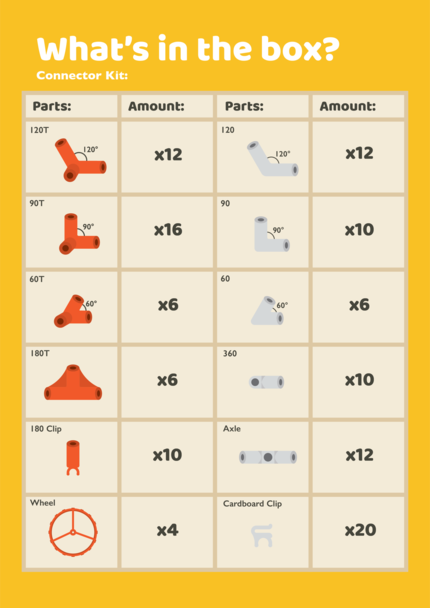 What's in the box?
Connector Kit:
Parts: Amount: Parts: Amount:
120T 120° x12 120 120° x12
90T 90° x16 90 90° x10
60T 60° x6 60 60° x6
180T x6 360 x10
180 Clip x10 Axle x12
Wheel x4 Cardboard Clip x20